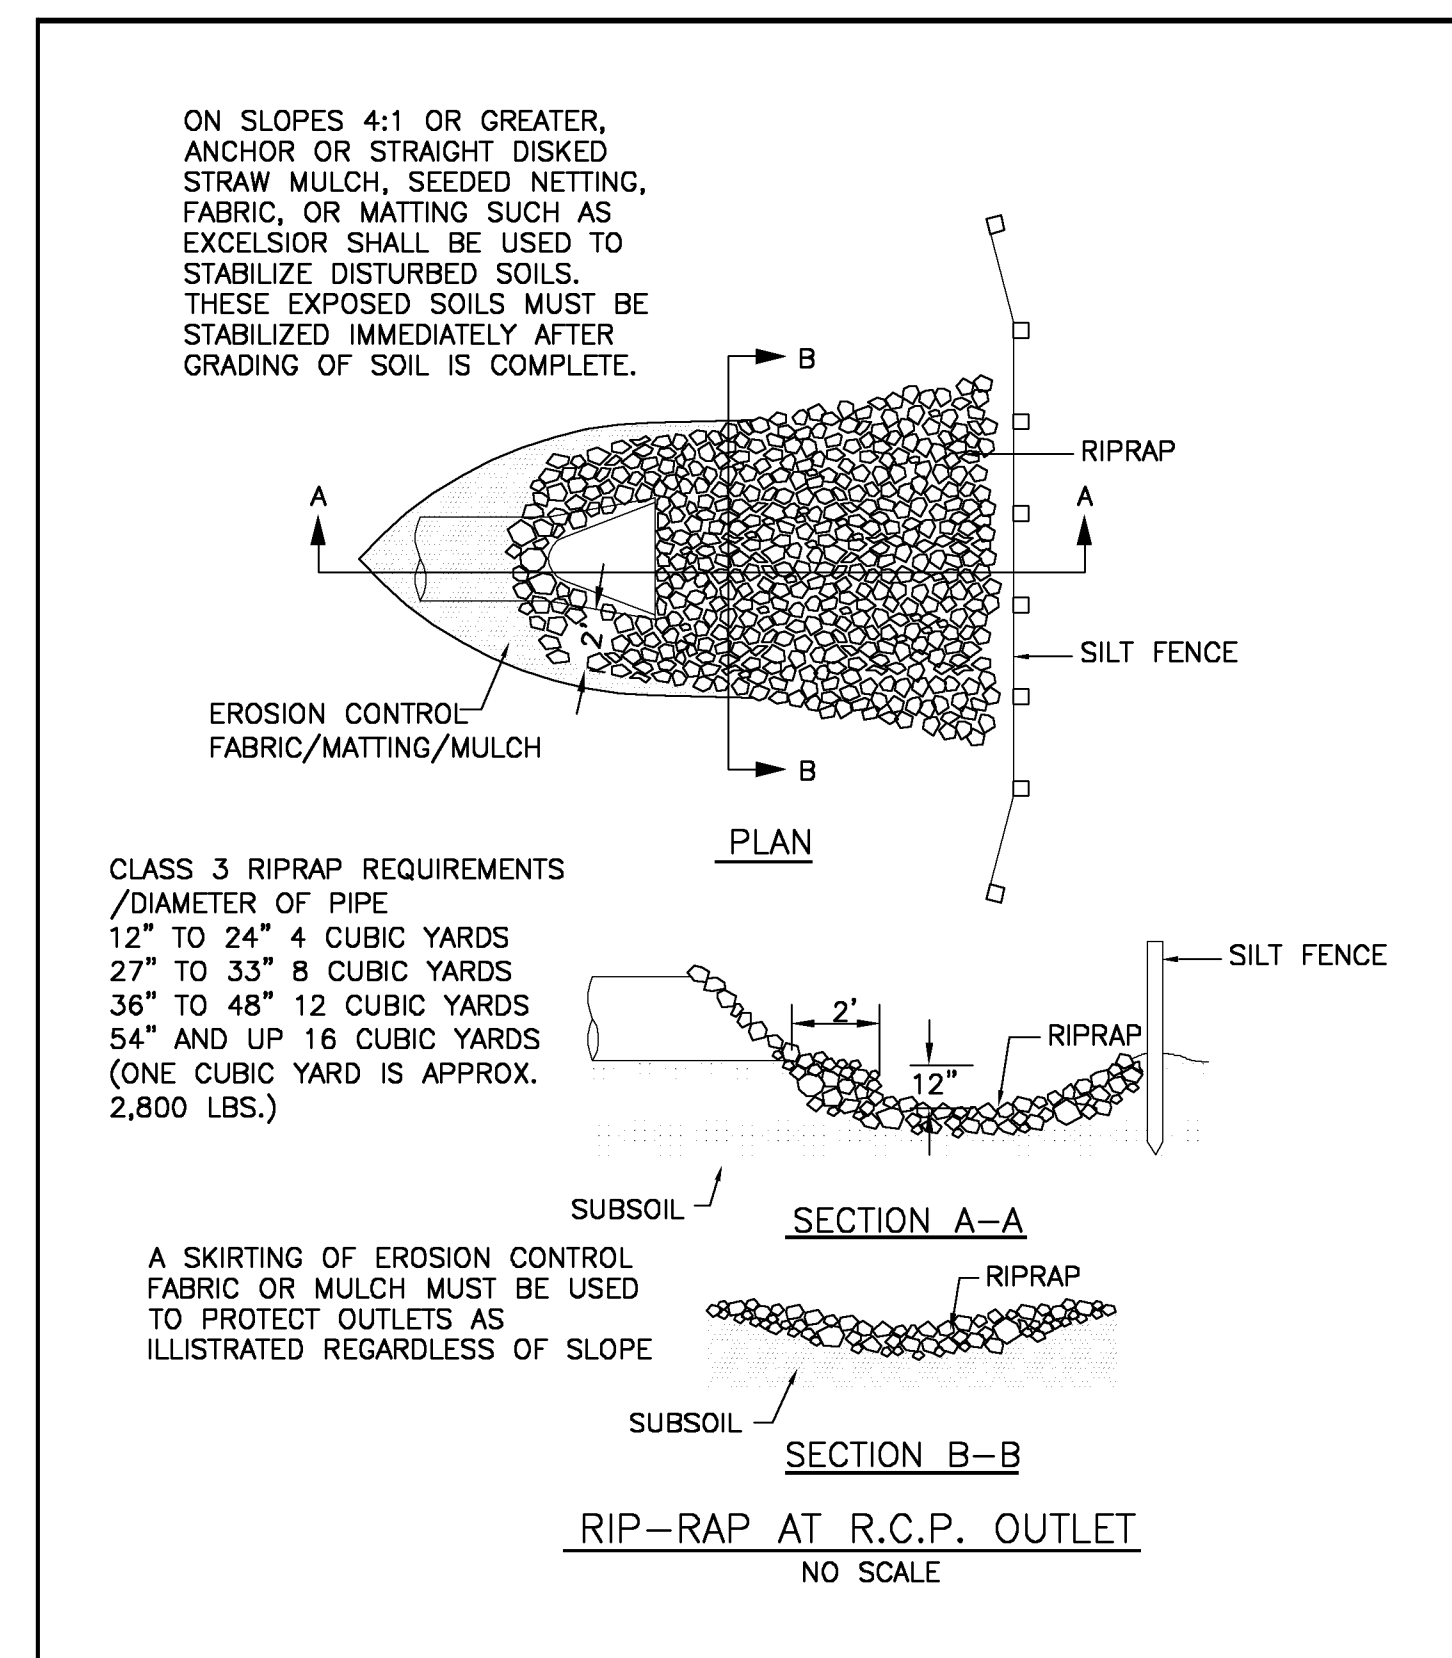 ON SLOPES 4:1 OR GREATER,
ANCHOR OR STRAIGHT DISKED
STRAW MULCH, SEEDED NETTING,
FABRIC, OR MATTING SUCH AS
EXCELSIOR SHALL BE USED TO
STABILIZE DISTURBED SOILS.
THESE EXPOSED SOILS MUST BE
STABILIZED IMMEDIATELY AFTER
GRADING OF SOIL IS COMPLETE.
B
RIPRAP
A
A
2'
SILT FENCE
EROSION CONTROL
FABRIC/MATTING/MULCH
B
PLAN
CLASS 3 RIPRAP REQUIREMENTS
/DIAMETER OF PIPE
12" TO 24" 4 CUBIC YARDS
27" TO 33" 8 CUBIC YARDS
36" TO 48" 12 CUBIC YARDS
54" AND UP 16 CUBIC YARDS
(ONE CUBIC YARD IS APPROX.
2,800 LBS.)
SILT FENCE
2'
RIPRAP
12"
SUBSOIL
SECTION A-A
A SKIRTING OF EROSION CONTROL
FABRIC OR MULCH MUST BE USED
TO PROTECT OUTLETS AS
ILLISTRATED REGARDLESS OF SLOPE
RIPRAP
SUBSOIL
SECTION B-B
RIP-RAP AT R.C.P. OUTLET
NO SCALE